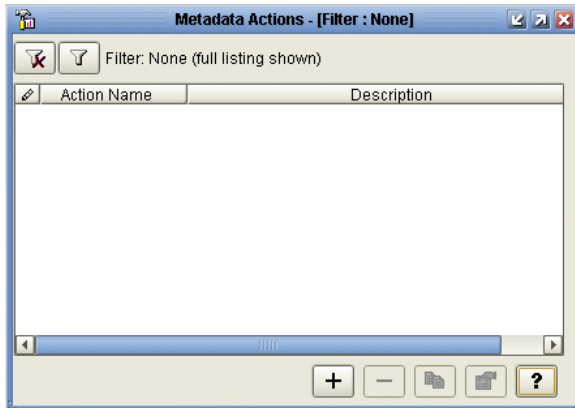 Metadata Actions - [Filter : None]
Filter: None (full listing shown)
Action Name Description
+ − ?